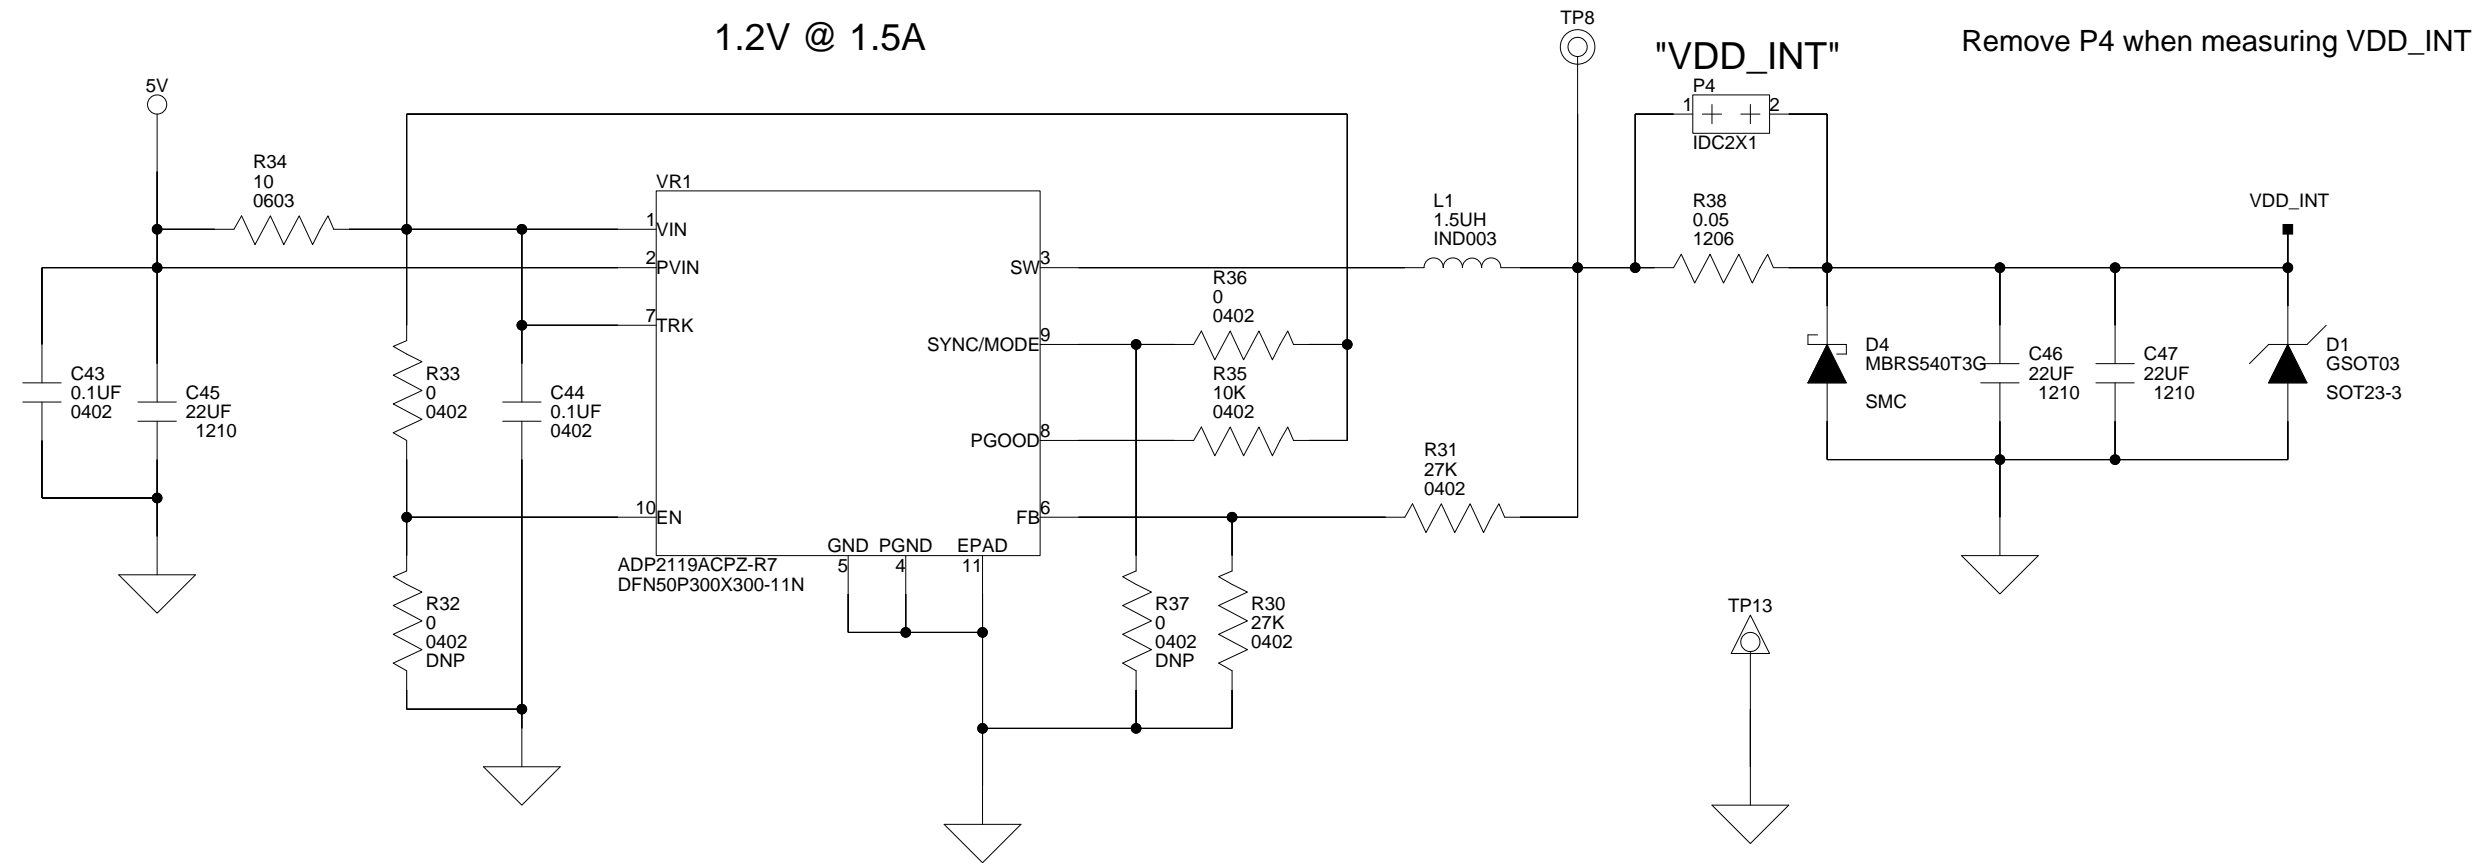 1.2V @ 1.5A
TP8
"VDD_INT"
Remove P4 when measuring VDD_INT
5V
P4
1
2
IDC2X1
R34
10
0603
VR1
1
VIN
2
PVIN
7
TRK
10
EN
SW
3
SYNC/MODE
9
PGOOD
8
FB
6
GND
PGND
EPAD
5
4
11
ADP2119ACPZ-R7
DFN50P300X300-11N
L1
1.5UH
IND003
R38
0.05
1206
VDD_INT
R36
0
0402
R35
10K
0402
R31
27K
0402
C43
0.1UF
0402
C45
22UF
1210
R33
0
0402
C44
0.1UF
0402
D4
MBRS540T3G
SMC
C46
22UF
1210
C47
22UF
1210
D1
GSOT03
SOT23-3
R32
0
0402
DNP
R37
0
0402
DNP
R30
27K
0402
TP13